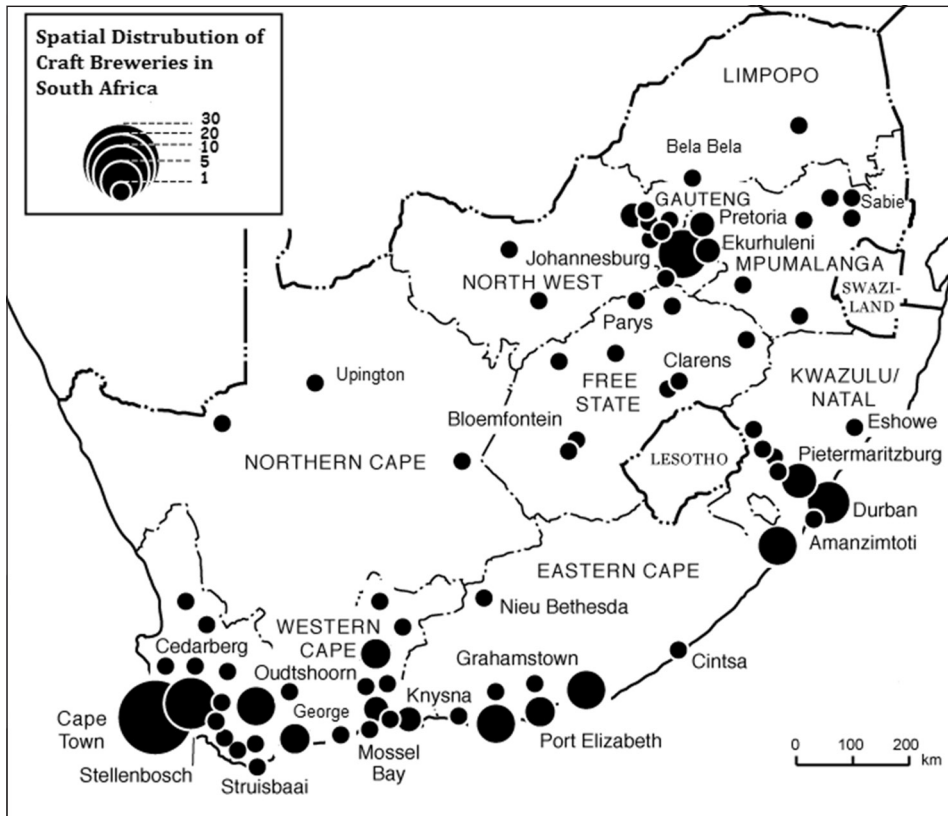 Spatial Distrubution of
Craft Breweries in
South Africa
30
20
10
5
1
LIMPOPO
Bela Bela
GAUTENG
Sabie
Pretoria
Johannesburg
Ekurhuleni
NORTH WEST
MPUMALANGA
SWAZI-
LAND
Parys
Upington
Clarens
FREE
STATE
KWAZULU/
NATAL
Bloemfontein
Eshowe
NORTHERN CAPE
LESOTHO
Pietermaritzburg
Durban
Amanzimtoti
EASTERN CAPE
Nieu Bethesda
WESTERN
CAPE
Cedarberg
Oudtshoorn
Grahamstown
Cintsa
Knysna
George
Cape
Town
Port Elizabeth
Mossel
Bay
Stellenbosch
Struisbaai
0 100 200
km